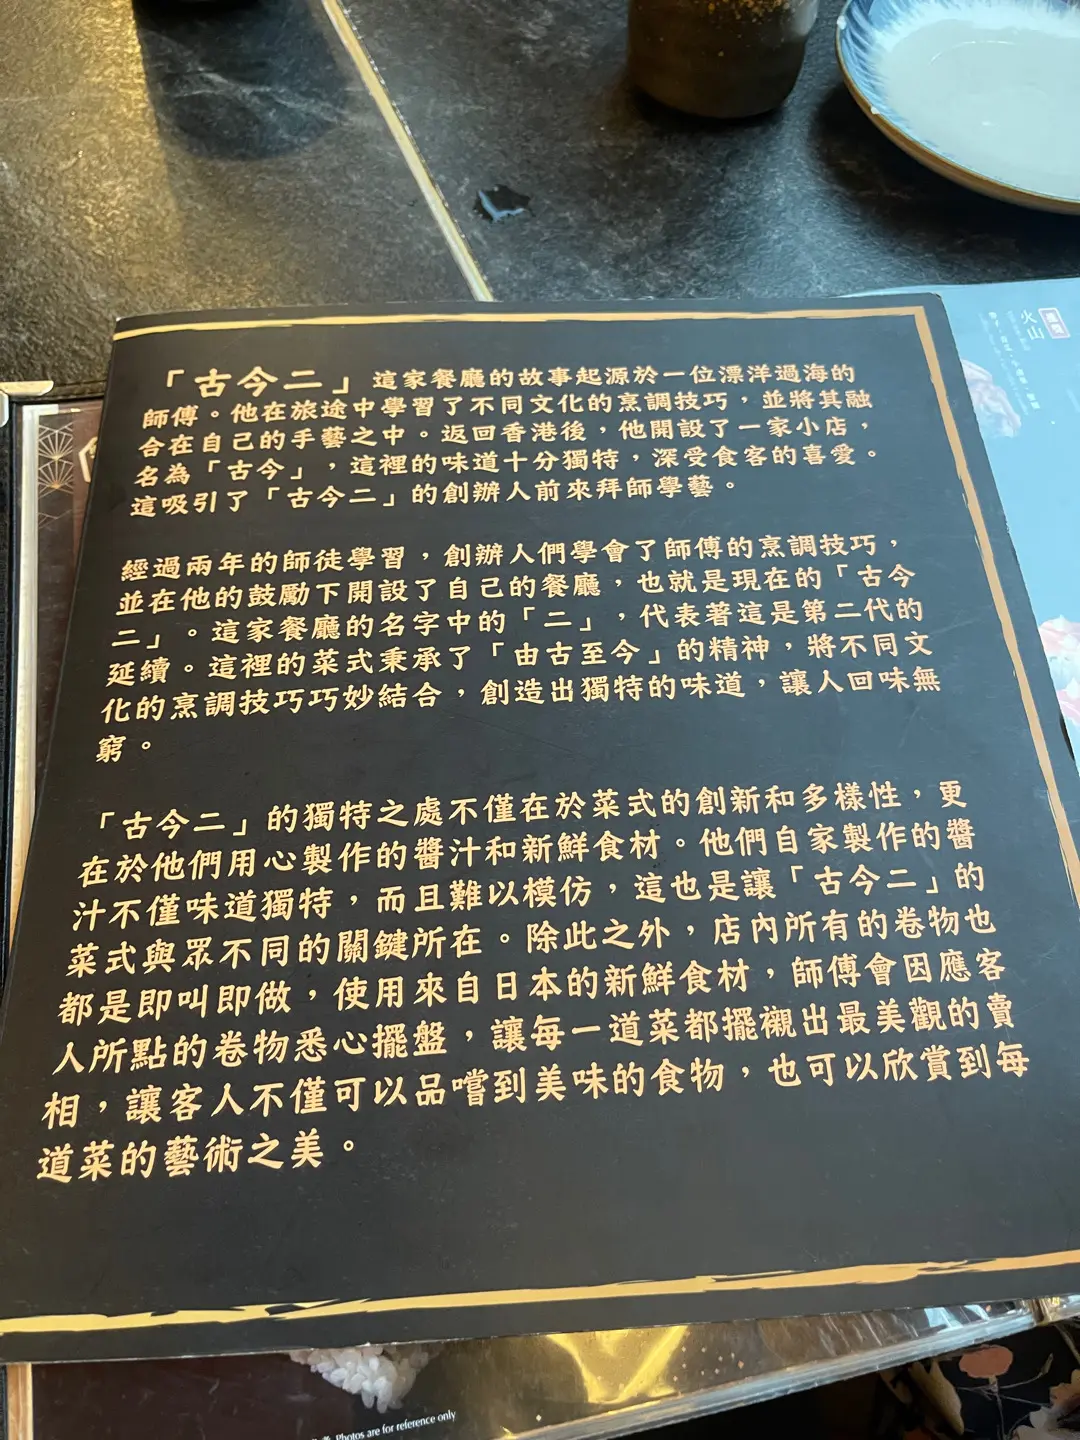 「古今二」這家餐廳的故事起源於一位漂洋過海的
師傅。他在旅途中學習了不同文化的烹調技巧，並將其融
合在自己的手藝之中。返回香港後，他開設了一家小店，
名為「古今」，這裡的味道十分獨特，深受食客的喜愛。
這吸引了「古今二」的創辦人前來拜師學藝。
經過兩年的師徒學習，創辦人們學會了師傅的烹調技巧，
並在他的鼓勵下開設了自己的餐廳，也就是現在的「古今
二」。這家餐廳的名字中的「二」，代表著這是第二代的
延續。這裡的菜式秉承了「由古至今」的精神，將不同文
化的烹調技巧巧妙結合，創造出獨特的味道，讓人回味無
窮。
「古今二」的獨特之處不僅在於菜式的創新和多樣性，更
在於他們用心製作的醬汁和新鮮食材。他們自家製作的醬
汁不僅味道獨特，而且難以模仿，這也是讓「古今二」的
菜式與眾不同的關鍵所在。除此之外，店內所有的卷物也
都是即叫即做，使用來自日本的新鮮食材，師傅會因應客
人所點的卷物悉心擺盤，讓每一道菜都擺襯出最美觀的賣
相，讓客人不僅可以品嚐到美味的食物，也可以欣賞到每
道菜的藝術之美。
火山
Photos are for reference only